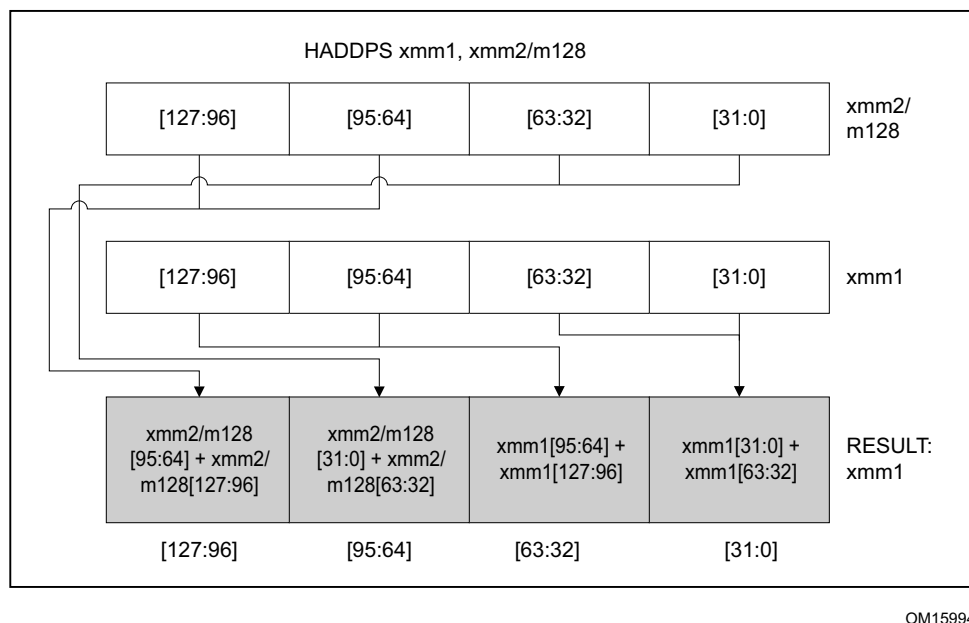 HADDPS xmm1, xmm2/m128
[127:96] [95:64] [63:32] [31:0] xmm2/
m128
[127:96] [95:64] [63:32] [31:0] xmm1
xmm2/m128
[95:64] + xmm2/
m128[127:96]
xmm2/m128
[31:0] + xmm2/
m128[63:32]
xmm1[95:64] +
xmm1[127:96]
xmm1[31:0] +
xmm1[63:32]
RESULT:
xmm1
[127:96] [95:64] [63:32] [31:0]
OM15994